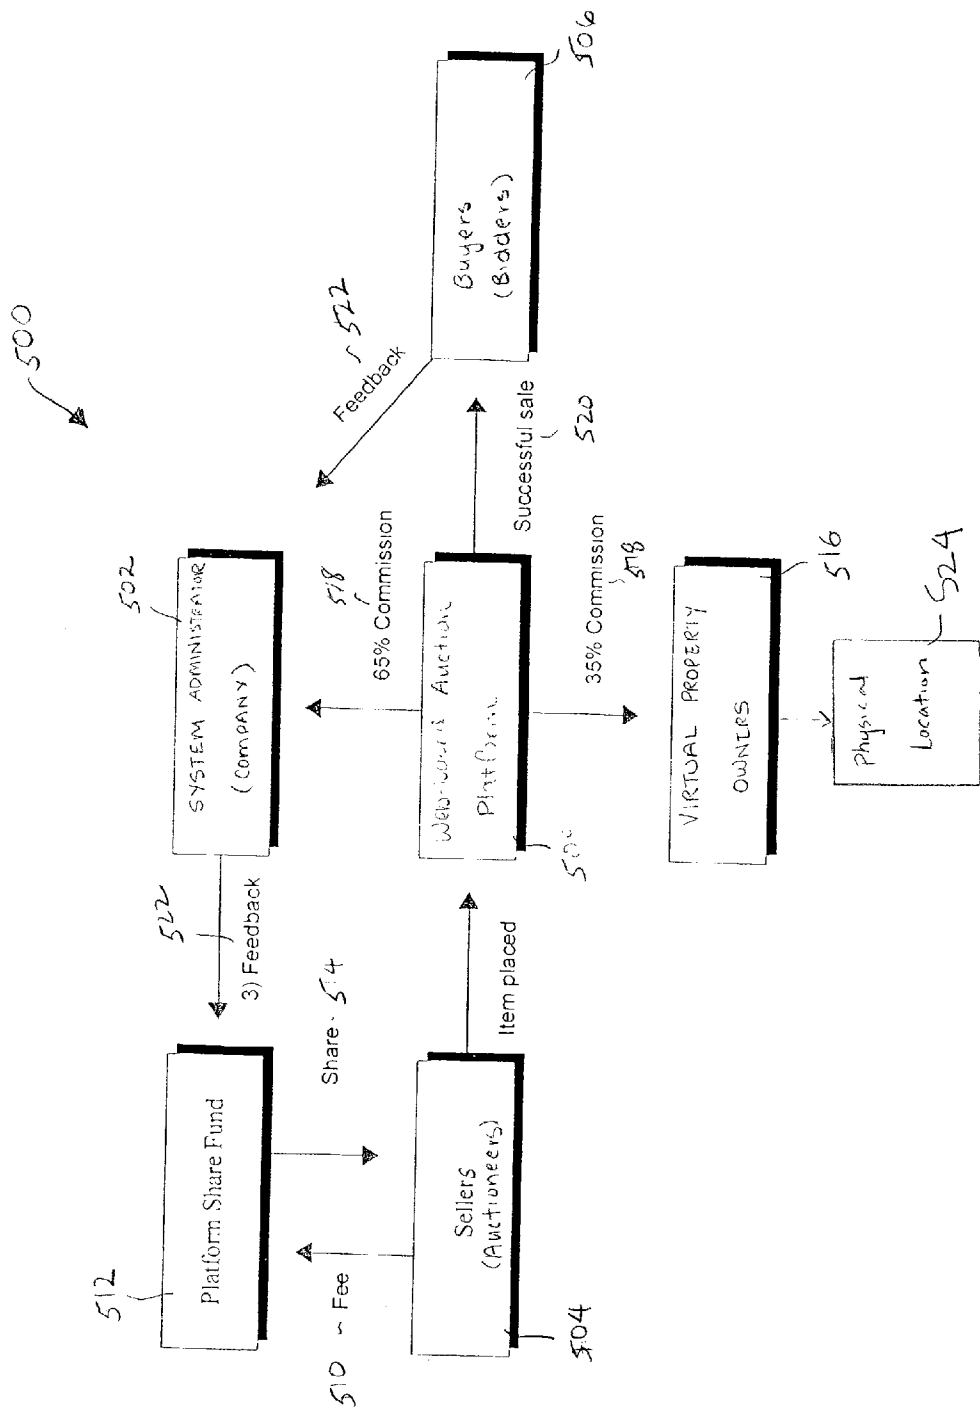 500
512
Platform Share Fund
522
3) Feedback
502
SYSTEM ADMINISTRATOR
(COMPANY)
Feedback
522
510
Fee
Share
514
518
65% Commission
504
Sellers
(Auctioneers)
Item placed
Auction
Platform
Successful sale
520
Buyers
(Bidders)
506
35% Commission
518
VIRTUAL PROPERTY
OWNERS
516
Physical
Location
524